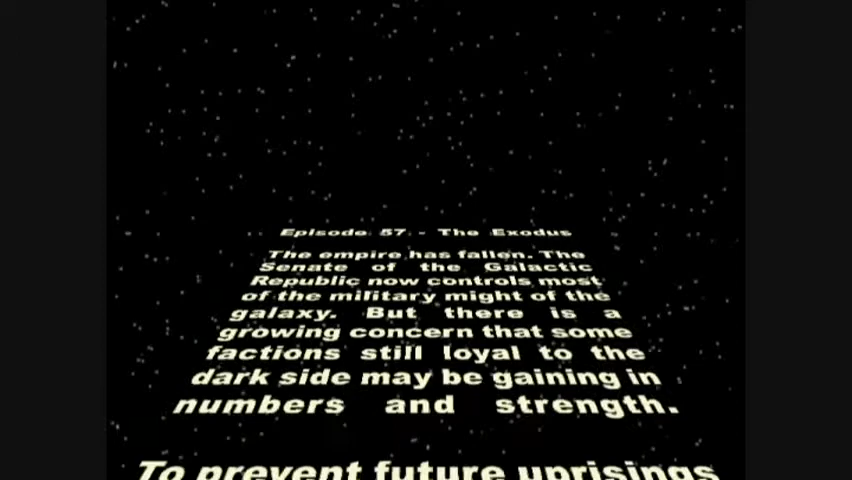 Episode 57 - The Exodus
The empire has fallen. The
Senate of the Galactic
Republic now controls most
of the military might of the
galaxy. But there is a
growing concern that some
factions still loyal to the
dark side may be gaining in
numbers and strength.
To prevent future uprisings